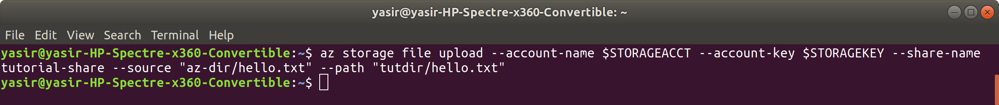 yasir@yasir-HP-Spectre-x360-Convertible: ~
File Edit View Search Terminal Help
yasir@yasir-HP-Spectre-x360-Convertible:~$ az storage file upload --account-name $STORAGEACCT --account-key $STORAGEKEY --share-name
tutorial-share --source "az-dir/hello.txt" --path "tutdir/hello.txt"
yasir@yasir-HP-Spectre-x360-Convertible:~$